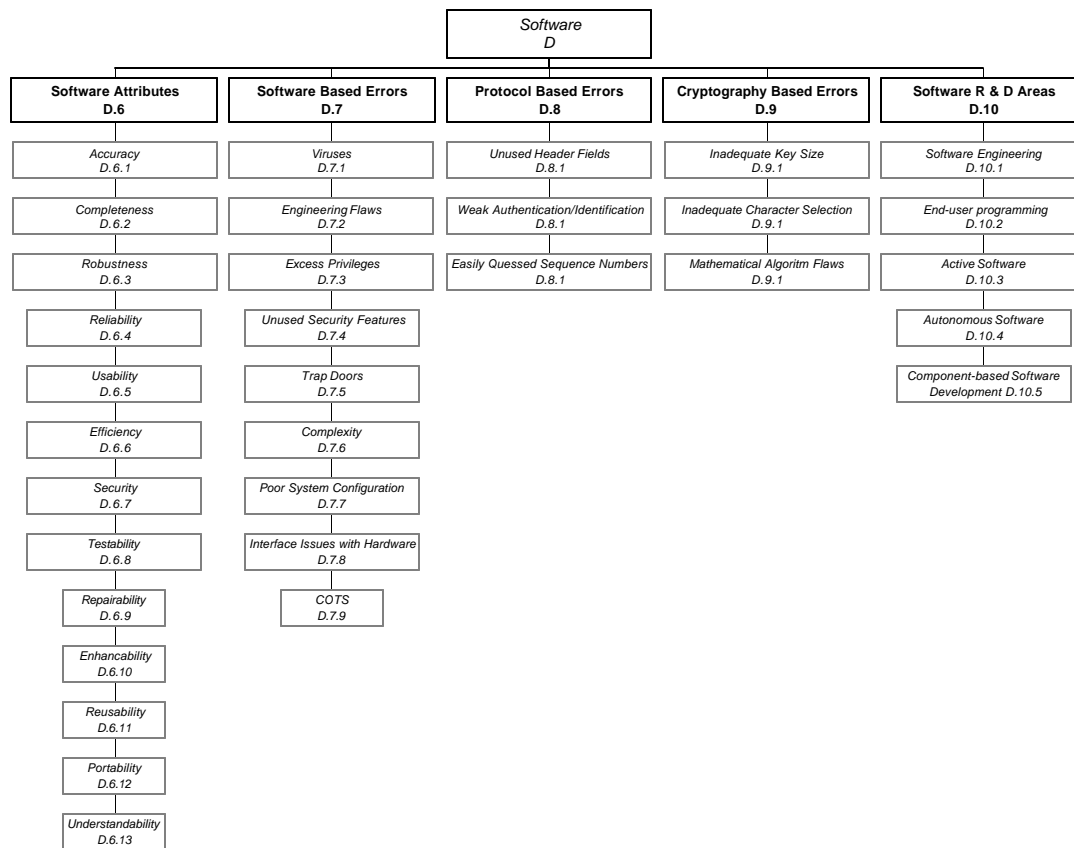 Software
D
Software Attributes
D.6
Software Based Errors
D.7
Protocol Based Errors
D.8
Cryptography Based Errors
D.9
Software R & D Areas
D.10
Accuracy
D.6.1
Completeness
D.6.2
Robustness
D.6.3
Reliability
D.6.4
Usability
D.6.5
Efficiency
D.6.6
Security
D.6.7
Testability
D.6.8
Repairability
D.6.9
Enhancability
D.6.10
Reusability
D.6.11
Portability
D.6.12
Understandability
D.6.13
Viruses
D.7.1
Engineering Flaws
D.7.2
Excess Privileges
D.7.3
Unused Security Features
D.7.4
Trap Doors
D.7.5
Complexity
D.7.6
Poor System Configuration
D.7.7
Interface Issues with Hardware
D.7.8
COTS
D.7.9
Unused Header Fields
D.8.1
Weak Authentication/Identification
D.8.1
Easily Quessed Sequence Numbers
D.8.1
Inadequate Key Size
D.9.1
Inadequate Character Selection
D.9.1
Mathematical Algoritm Flaws
D.9.1
Software Engineering
D.10.1
End-user programming
D.10.2
Active Software
D.10.3
Autonomous Software
D.10.4
Component-based Software
Development D.10.5